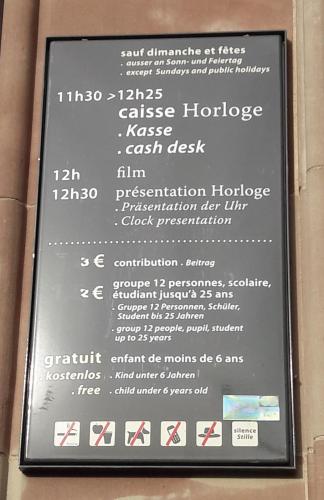 sauf dimanche et fêtes
. ausser an Sonn- und Feiertag
. except Sundays and public holidays
11h30 >12h25
caisse Horloge
. Kasse
. cash desk
12h film
12h30 présentation Horloge
. Präsentation der Uhr
. Clock presentation
3 € contribution . Beitrag
2 € groupe 12 personnes, scolaire,
étudiant jusqu'à 25 ans
. Gruppe 12 Personnen, Schüler,
Student bis 25 Jahren
. group 12 people, pupil, student
up to 25 years
gratuit enfant de moins de 6 ans
. kostenlos . Kind unter 6 Jahren
. free . child under 6 years old
silence
Stille